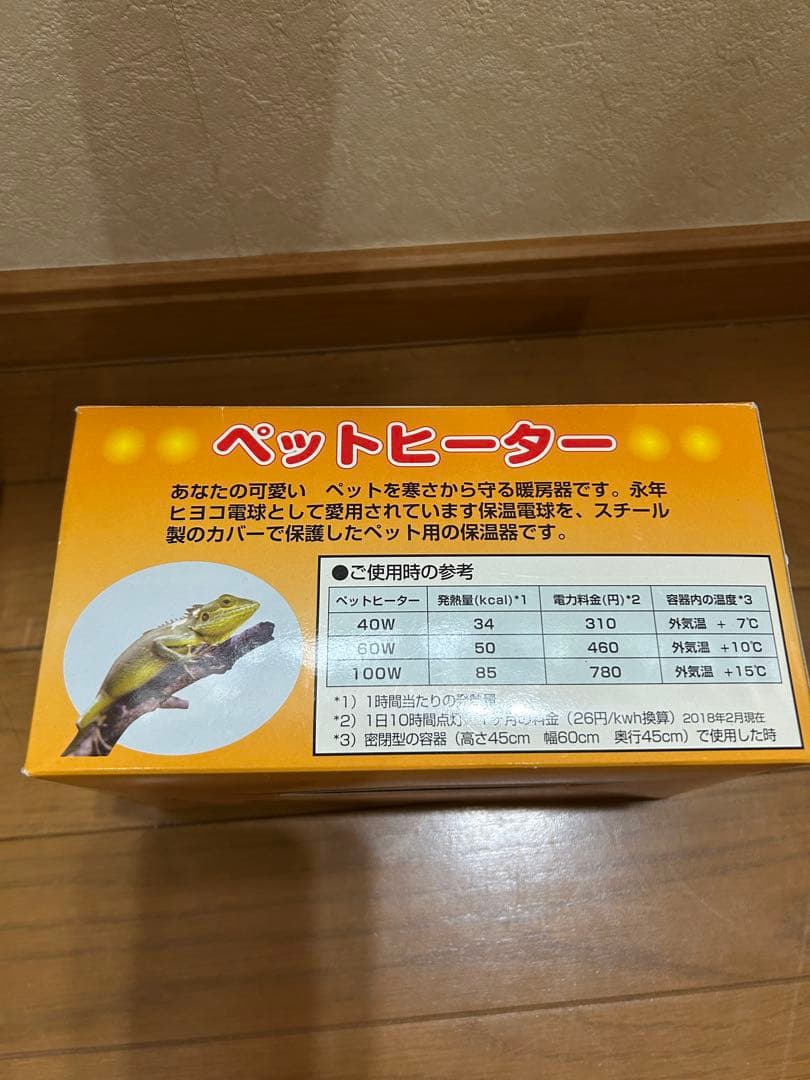 ペットヒーター
あなたの可愛い　ペットを寒さから守る暖房器です。永年
ヒヨコ電球として愛用されています保温電球を、スチール
製のカバーで保護したペット用の保温器です。
●ご使用時の参考
ペットヒーター 発熱量(kcal)*1 電力料金(円)*2 容器内の温度*3
40W 34 310 外気温 + 7℃
60W 50 460 外気温 +10℃
100W 85 780 外気温 +15℃
*1）1時間当たりの発熱量
*2）1日10時間点灯、1ヶ月の料金（26円/kwh換算）2018年2月現在
*3）密閉型の容器（高さ45cm　幅60cm　奥行45cm）で使用した時